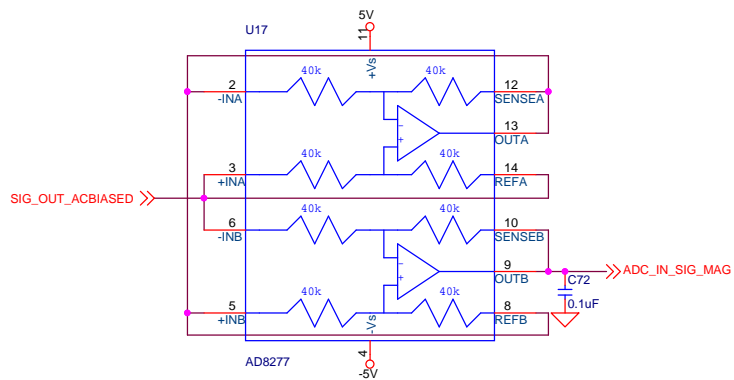 5V
U17
11
+Vs
40k
40k
2
-INA
12
SENSEA
−
+
13
OUTA
3
+INA
40k
40k
14
REFA
SIG_OUT_ACBIASED
6
-INB
40k
40k
10
SENSEB
−
+
9
OUTB
ADC_IN_SIG_MAG
C72
0.1uF
5
+INB
40k
40k
8
REFB
-Vs
4
AD8277
-5V